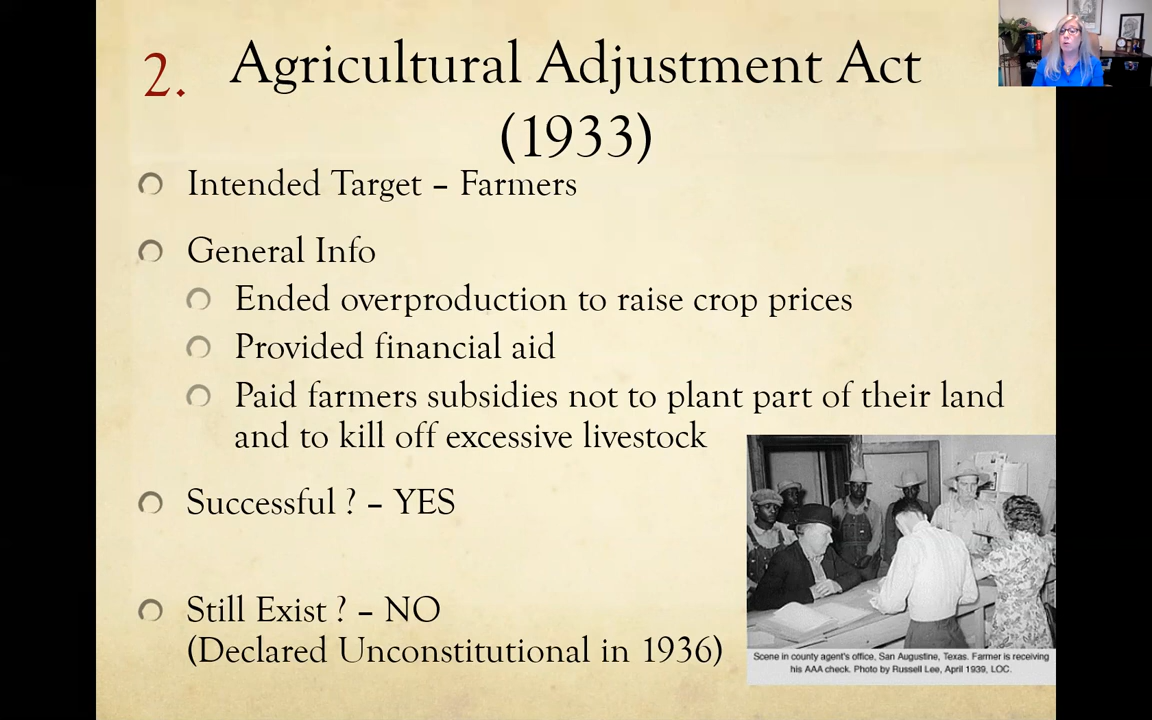 2. Agricultural Adjustment Act
(1933)
Intended Target – Farmers
General Info
Ended overproduction to raise crop prices
Provided financial aid
Paid farmers subsidies not to plant part of their land
and to kill off excessive livestock
Successful ? – YES
Still Exist ? – NO
(Declared Unconstitutional in 1936)
Scene in county agent's office, San Augustine, Texas. Farmer is receiving
his AAA check. Photo by Russell Lee, April 1939, LOC.